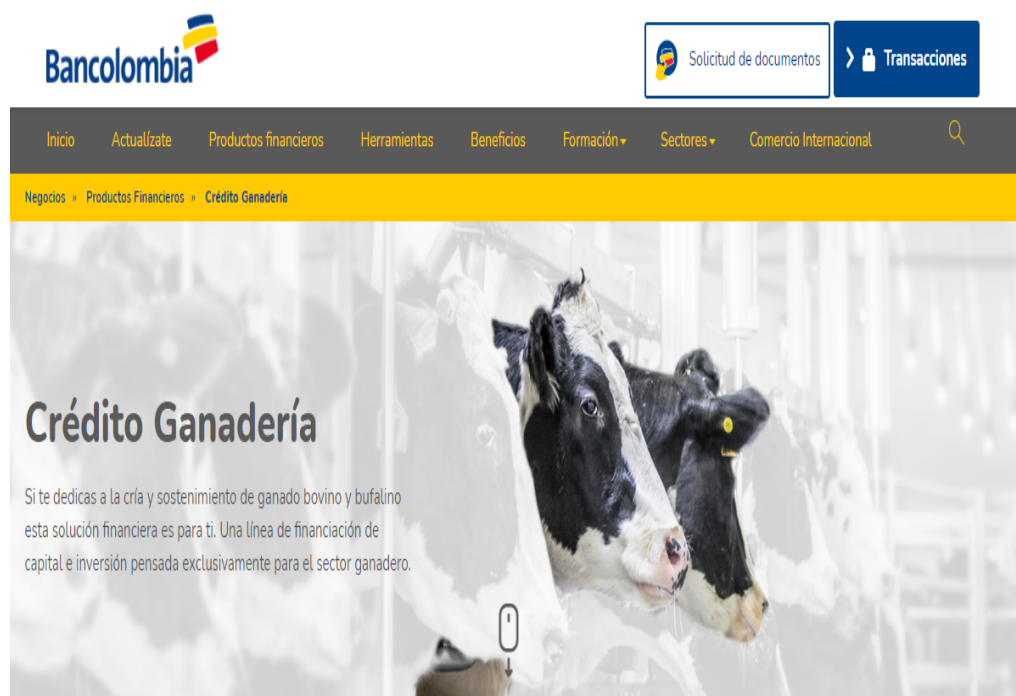 Bancolombia
Solicitud de documentos
Transacciones
Inicio Actualízate Productos financieros Herramientas Beneficios Formación Sectores Comercio Internacional
Negocios » Productos Financieros » Crédito Ganadería
Crédito Ganadería
Si te dedicas a la cría y sostenimiento de ganado bovino y bufalino
esta solución financiera es para ti. Una línea de financiación de
capital e inversión pensada exclusivamente para el sector ganadero.